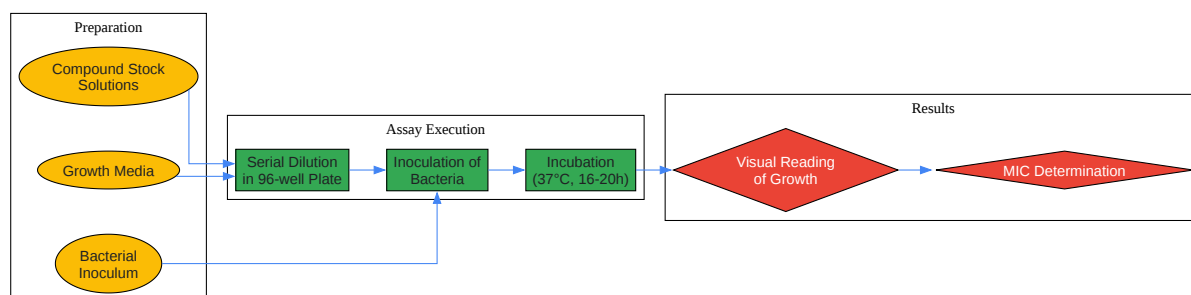 Preparation
Compound Stock
Solutions
Growth Media
Bacterial
Inoculum
Assay Execution
Serial Dilution
in 96-well Plate
Inoculation of
Bacteria
Incubation
(37°C, 16-20h)
Results
Visual Reading
of Growth
MIC Determination